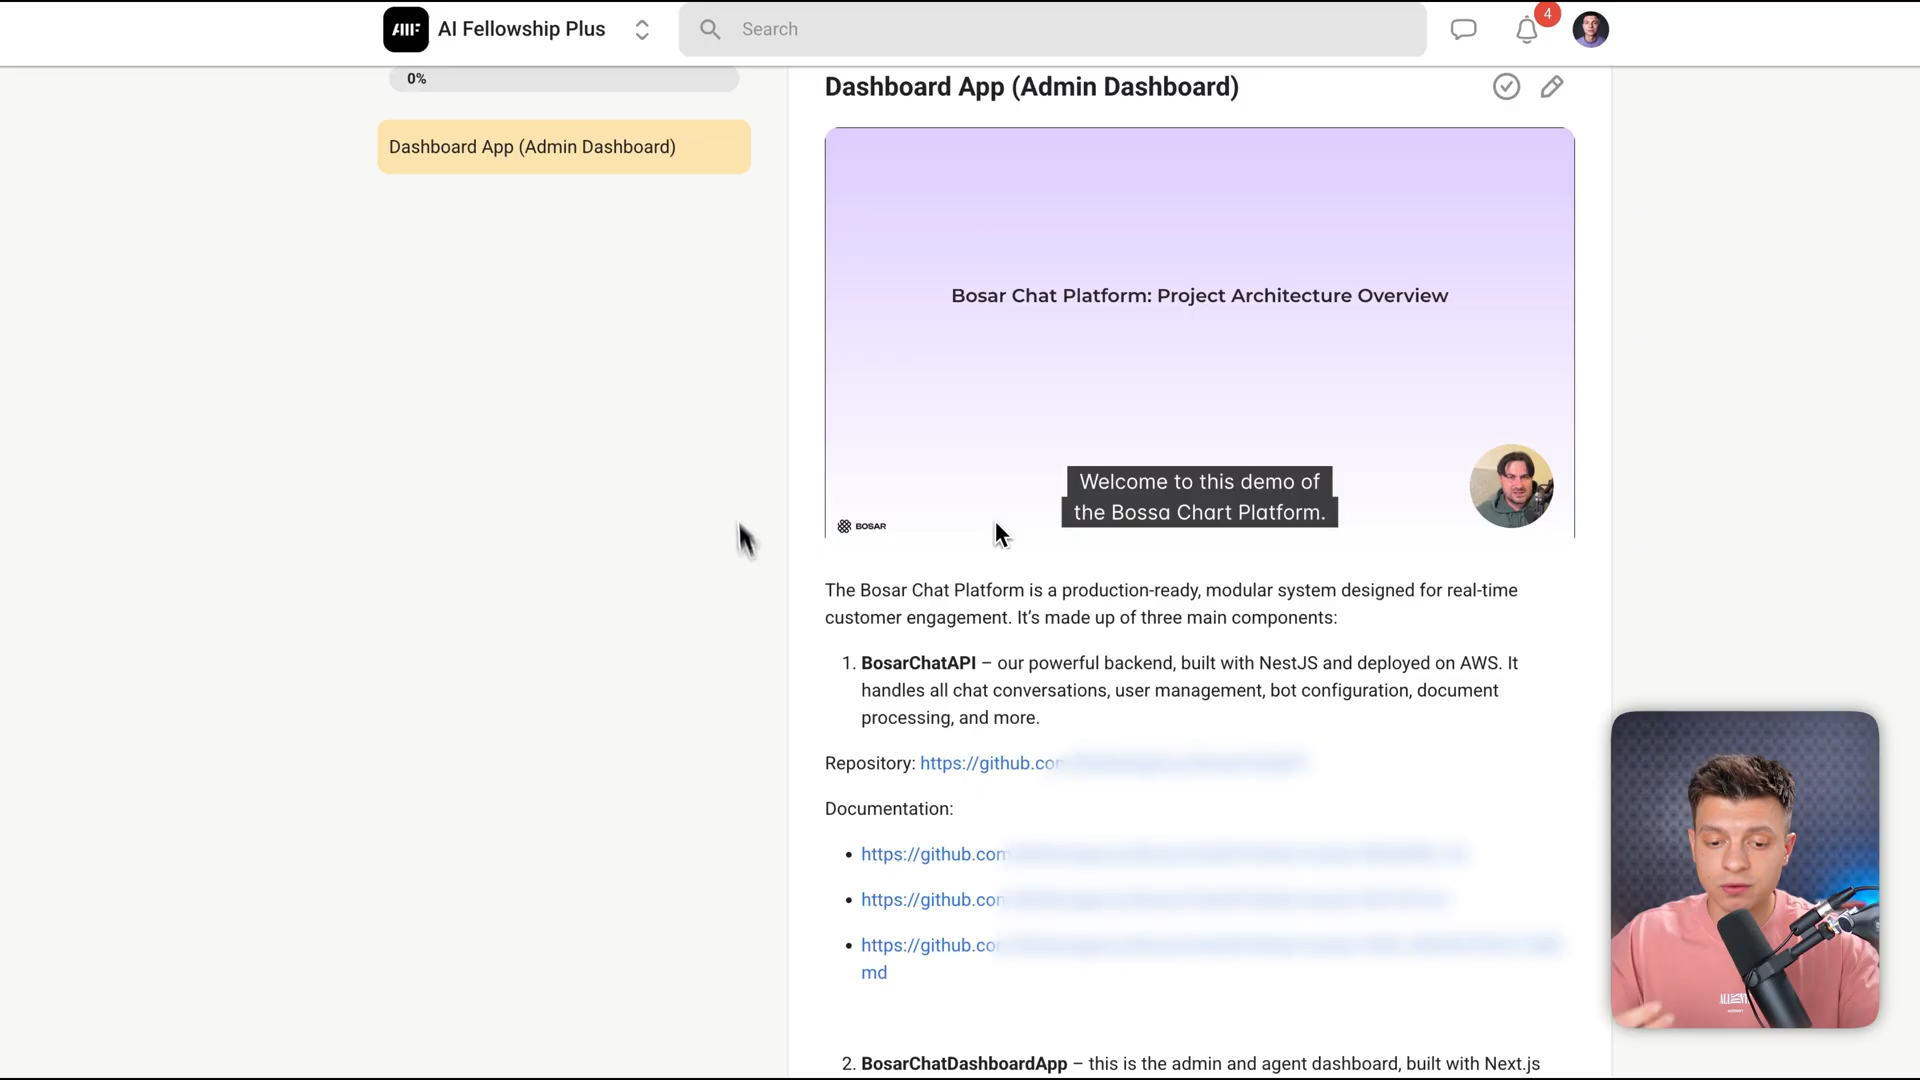 AI Fellowship Plus
Search
4
0%
Dashboard App (Admin Dashboard)
Dashboard App (Admin Dashboard)
Bosar Chat Platform: Project Architecture Overview
Welcome to this demo of
the Bossa Chart Platform.
BOSAR
The Bosar Chat Platform is a production-ready, modular system designed for real-time
customer engagement. It’s made up of three main components:
1. BosarChatAPI – our powerful backend, built with NestJS and deployed on AWS. It
handles all chat conversations, user management, bot configuration, document
processing, and more.
Repository: https://github.com
Documentation:
• https://github.com
• https://github.com
• https://github.co
md
2. BosarChatDashboardApp – this is the admin and agent dashboard, built with Next.js